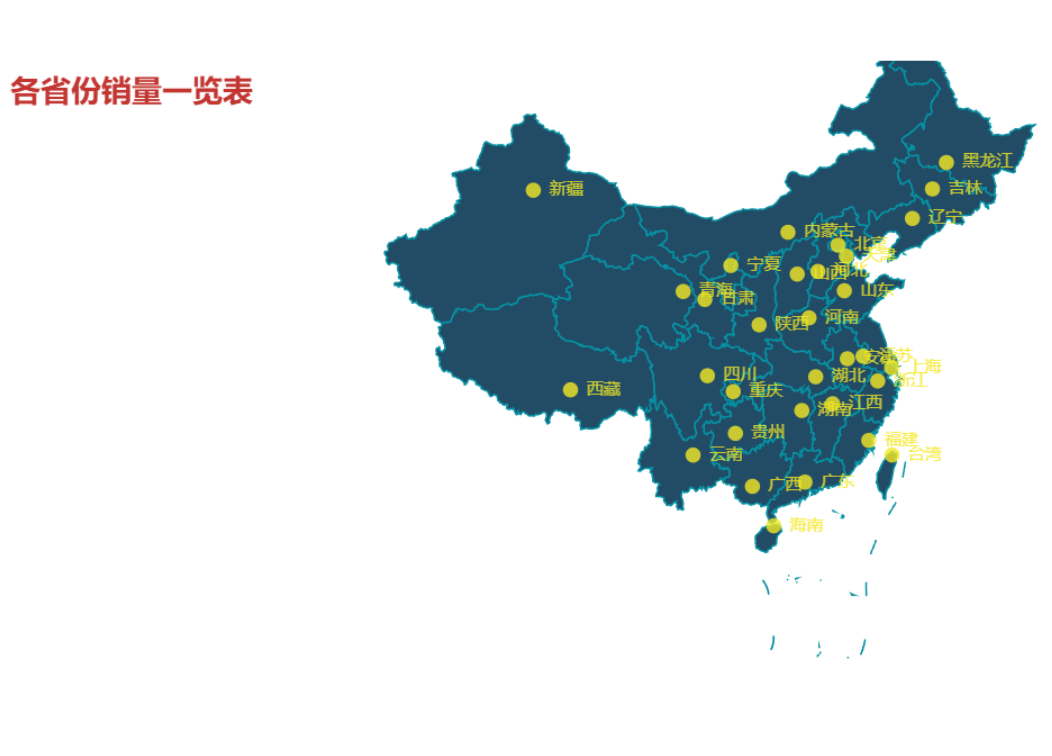 各省份销量一览表
黑龙江
新疆
吉林
辽宁
内蒙古
北京
天津
宁夏
河北
山西
青海
甘肃
山东
陕西
河南
安徽
江苏
上海
四川
湖北
浙江
西藏
重庆
江西
湖南
贵州
福建
云南
台湾
广西
广东
海南